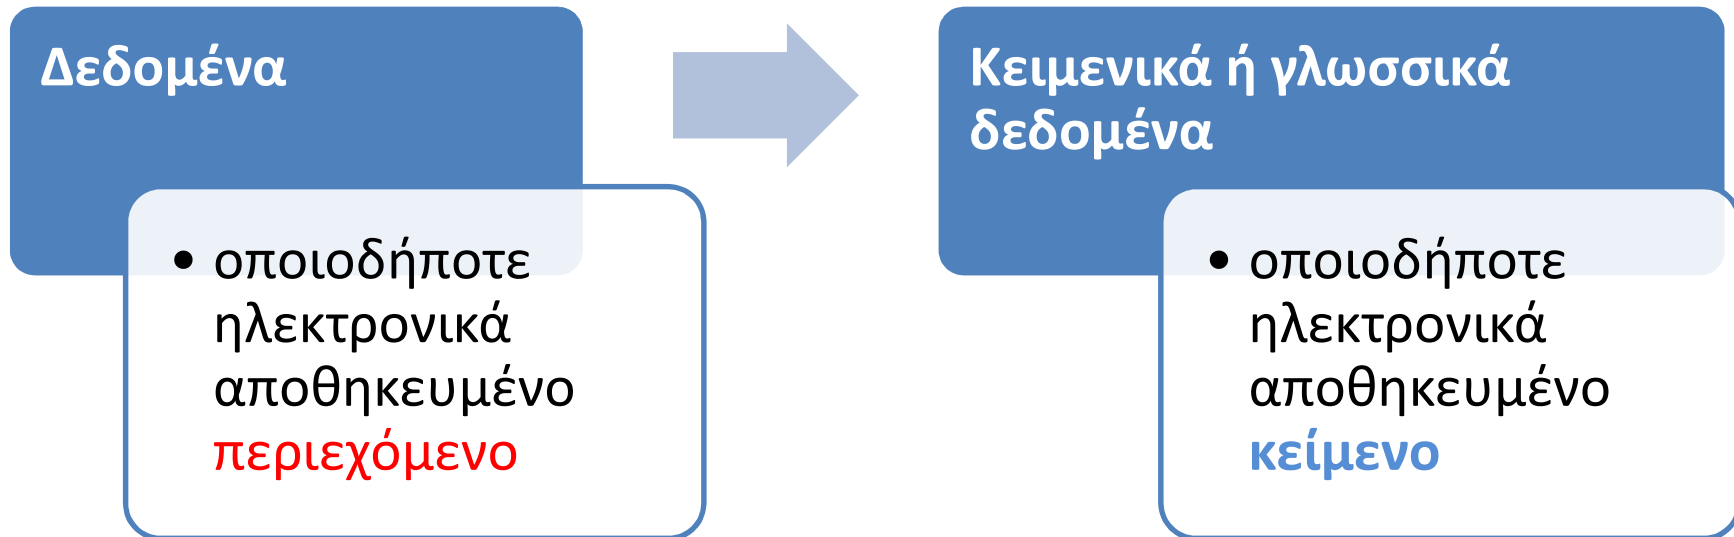 Δεδομένα
• οποιοδήποτε
ηλεκτρονικά
αποθηκευμένο
περιεχόμενο
Κειμενικά ή γλωσσικά
δεδομένα
• οποιοδήποτε
ηλεκτρονικά
αποθηκευμένο
κείμενο